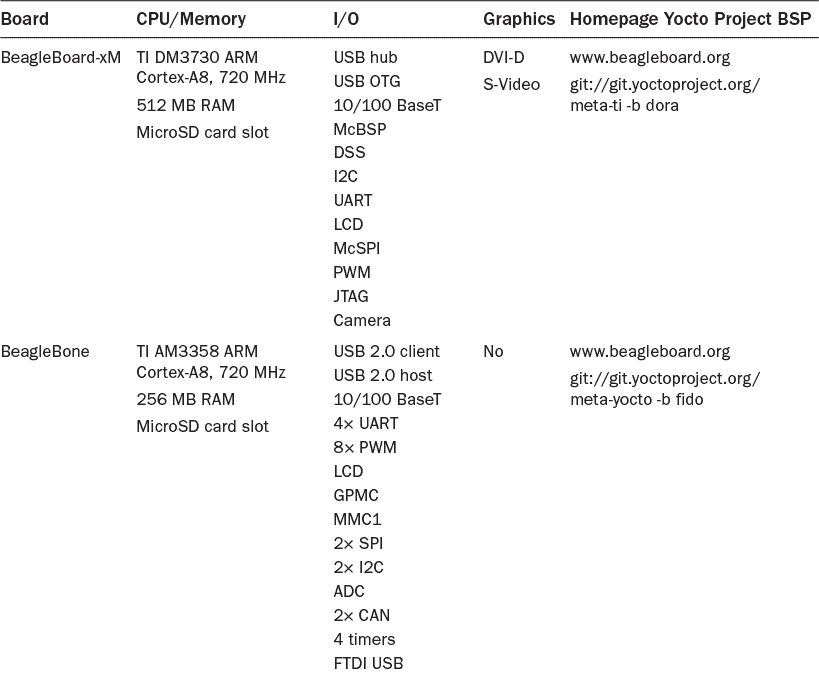 Board CPU/Memory I/O Graphics Homepage Yocto Project BSP
BeagleBoard-xM TI DM3730 ARM USB hub DVI-D www.beagleboard.org
Cortex-A8, 720 MHz USB OTG S-Video git://git.yoctoproject.org/
512 MB RAM 10/100 BaseT meta-ti -b dora
MicroSD card slot McBSP
DSS
I2C
UART
LCD
McSPI
PWM
JTAG
Camera
BeagleBone TI AM3358 ARM USB 2.0 client No www.beagleboard.org
Cortex-A8, 720 MHz USB 2.0 host git://git.yoctoproject.org/
256 MB RAM 10/100 BaseT meta-yocto -b fido
MicroSD card slot 4× UART
8× PWM
LCD
GPMC
MMC1
2× SPI
2× I2C
ADC
2× CAN
4 timers
FTDI USB